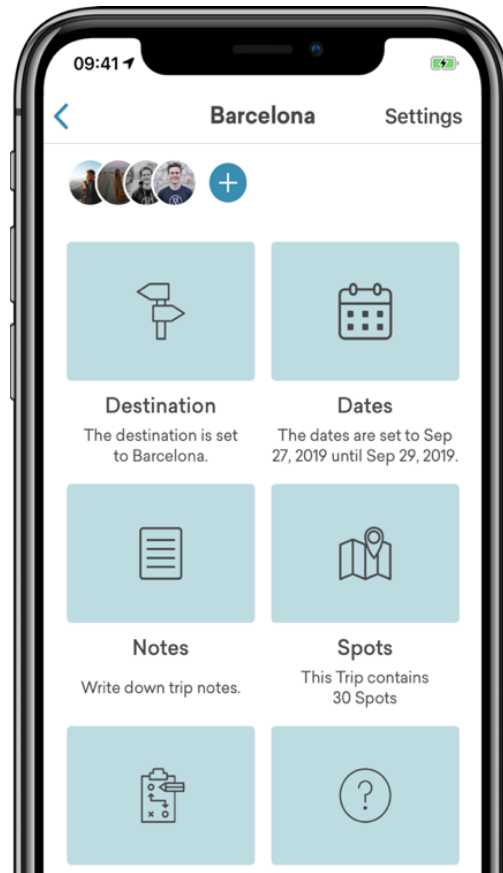 09:41
Barcelona
Settings
Destination
Dates
The destination is set
to Barcelona.
The dates are set to Sep
27, 2019 until Sep 29, 2019.
Notes
Spots
Write down trip notes.
This Trip contains
30 Spots
?